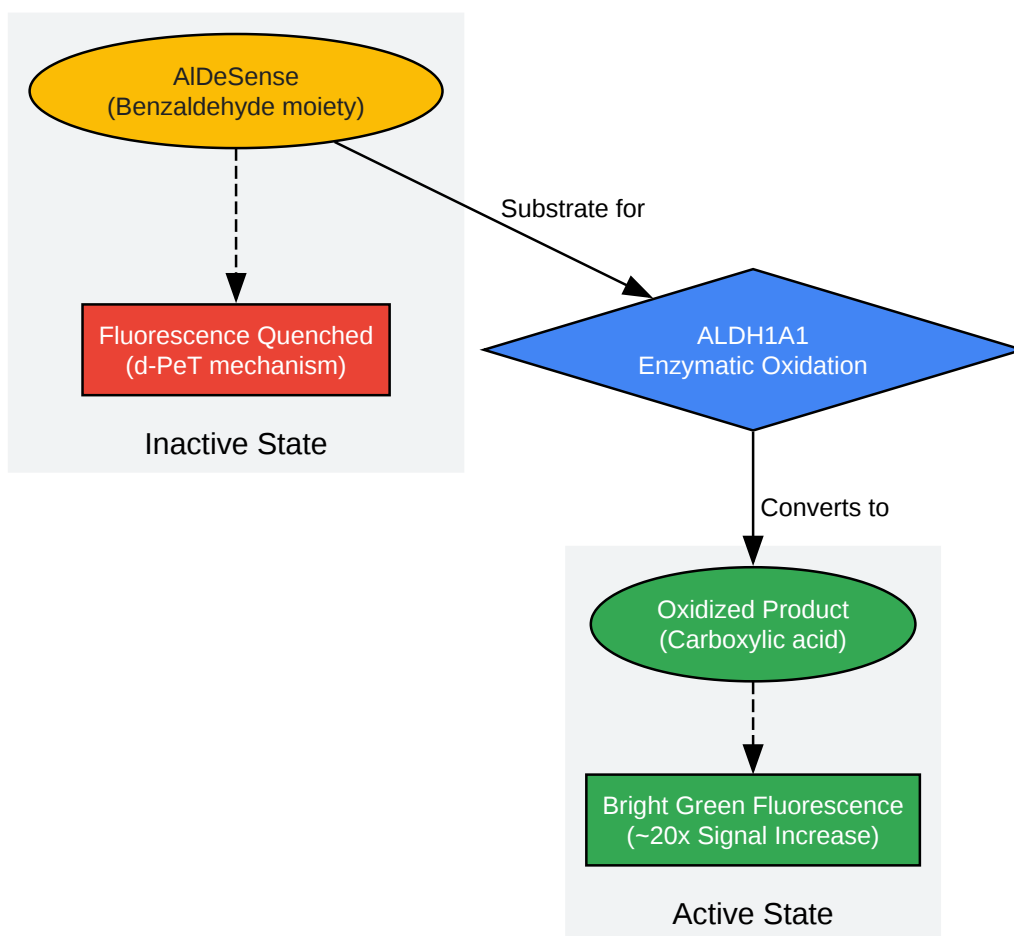 AlDeSense
(Benzaldehyde moiety)
Substrate for
Fluorescence Quenched
(d-PeT mechanism)
Inactive State
ALDH1A1
Enzymatic Oxidation
Converts to
Oxidized Product
(Carboxylic acid)
Bright Green Fluorescence
(~20x Signal Increase)
Active State